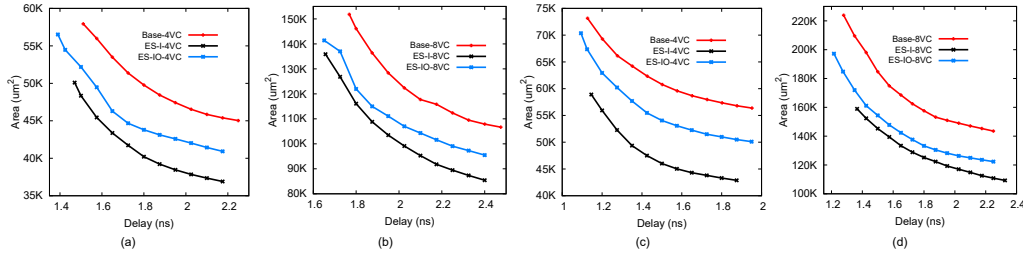 60K
55K
50K
45K
40K
35K
Area (um²)
1.4 1.6 1.8 2 2.2
Delay (ns)
Base-4VC
ES-I-4VC
ES-IO-4VC
(a)
150K
140K
130K
120K
110K
100K
90K
80K
Area (um²)
1.6 1.8 2 2.2 2.4
Delay (ns)
Base-8VC
ES-I-8VC
ES-IO-8VC
(b)
75K
70K
65K
60K
55K
50K
45K
40K
Area (um²)
1 1.2 1.4 1.6 1.8 2
Delay (ns)
Base-4VC
ES-I-4VC
ES-IO-4VC
(c)
220K
200K
180K
160K
140K
120K
100K
Area (um²)
1.2 1.4 1.6 1.8 2 2.2
Delay (ns)
Base-8VC
ES-I-8VC
ES-IO-8VC
(d)